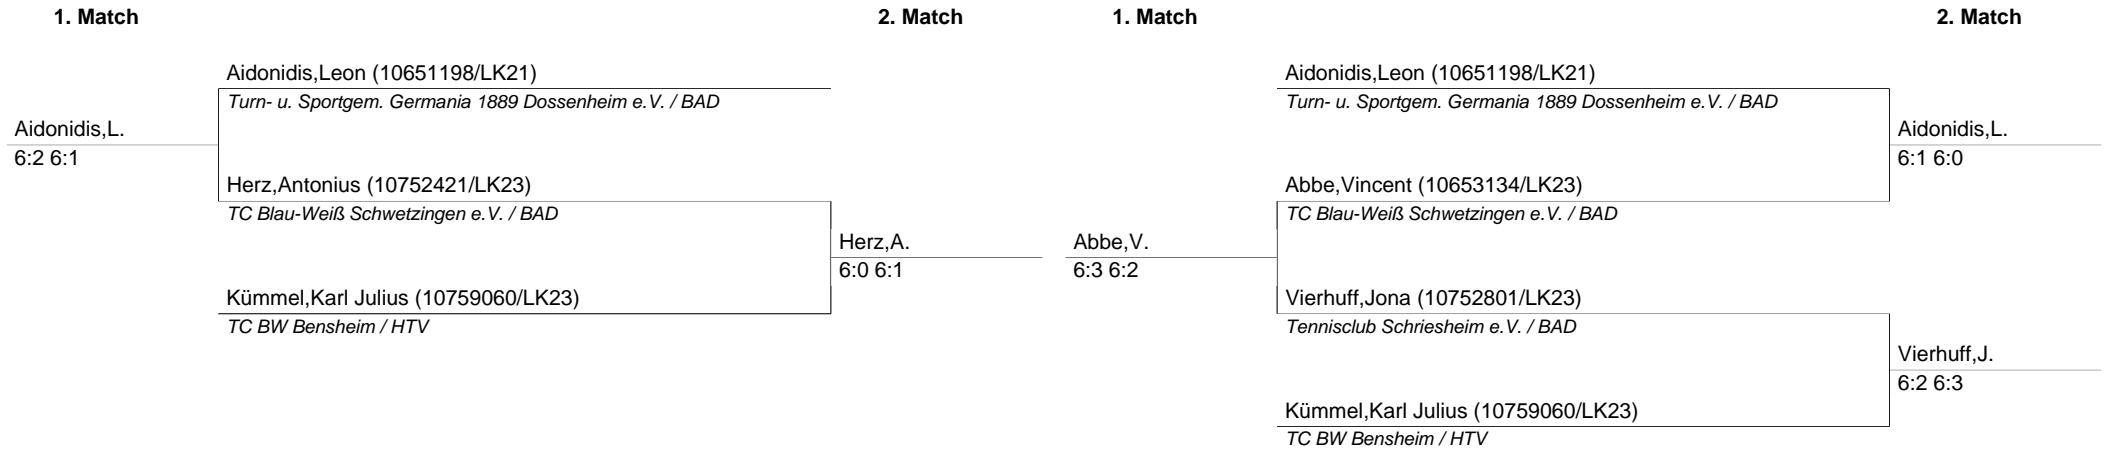 1. Match
2. Match
1. Match
2. Match
Aidonidis,Leon (10651198/LK21)
Turn- u. Sportgem. Germania 1889 Dossenheim e.V. / BAD
Aidonidis,L.
6:2 6:1
Herz,Antonius (10752421/LK23)
TC Blau-Weiß Schwetzingen e.V. / BAD
Herz,A.
6:0 6:1
Kümmel,Karl Julius (10759060/LK23)
TC BW Bensheim / HTV
Aidonidis,Leon (10651198/LK21)
Turn- u. Sportgem. Germania 1889 Dossenheim e.V. / BAD
Aidonidis,L.
6:1 6:0
Abbe,Vincent (10653134/LK23)
TC Blau-Weiß Schwetzingen e.V. / BAD
Abbe,V.
6:3 6:2
Vierhuff,Jona (10752801/LK23)
Tennisclub Schriesheim e.V. / BAD
Vierhuff,J.
6:2 6:3
Kümmel,Karl Julius (10759060/LK23)
TC BW Bensheim / HTV